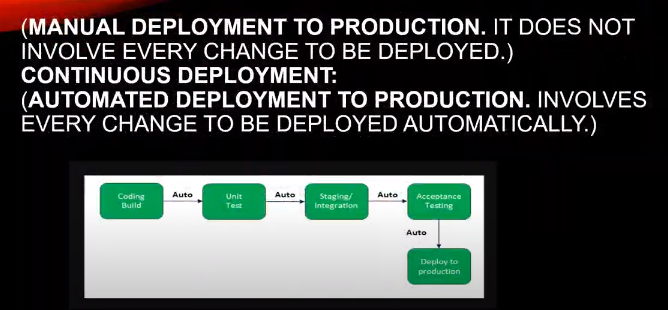 (MANUAL DEPLOYMENT TO PRODUCTION. IT DOES NOT
INVOLVE EVERY CHANGE TO BE DEPLOYED.)
CONTINUOUS DEPLOYMENT:
(AUTOMATED DEPLOYMENT TO PRODUCTION. INVOLVES
EVERY CHANGE TO BE DEPLOYED AUTOMATICALLY.)
Coding
Build
Auto
Unit
Test
Auto
Staging/
Integration
Auto
Acceptance
Testing
Auto
Deploy to
production